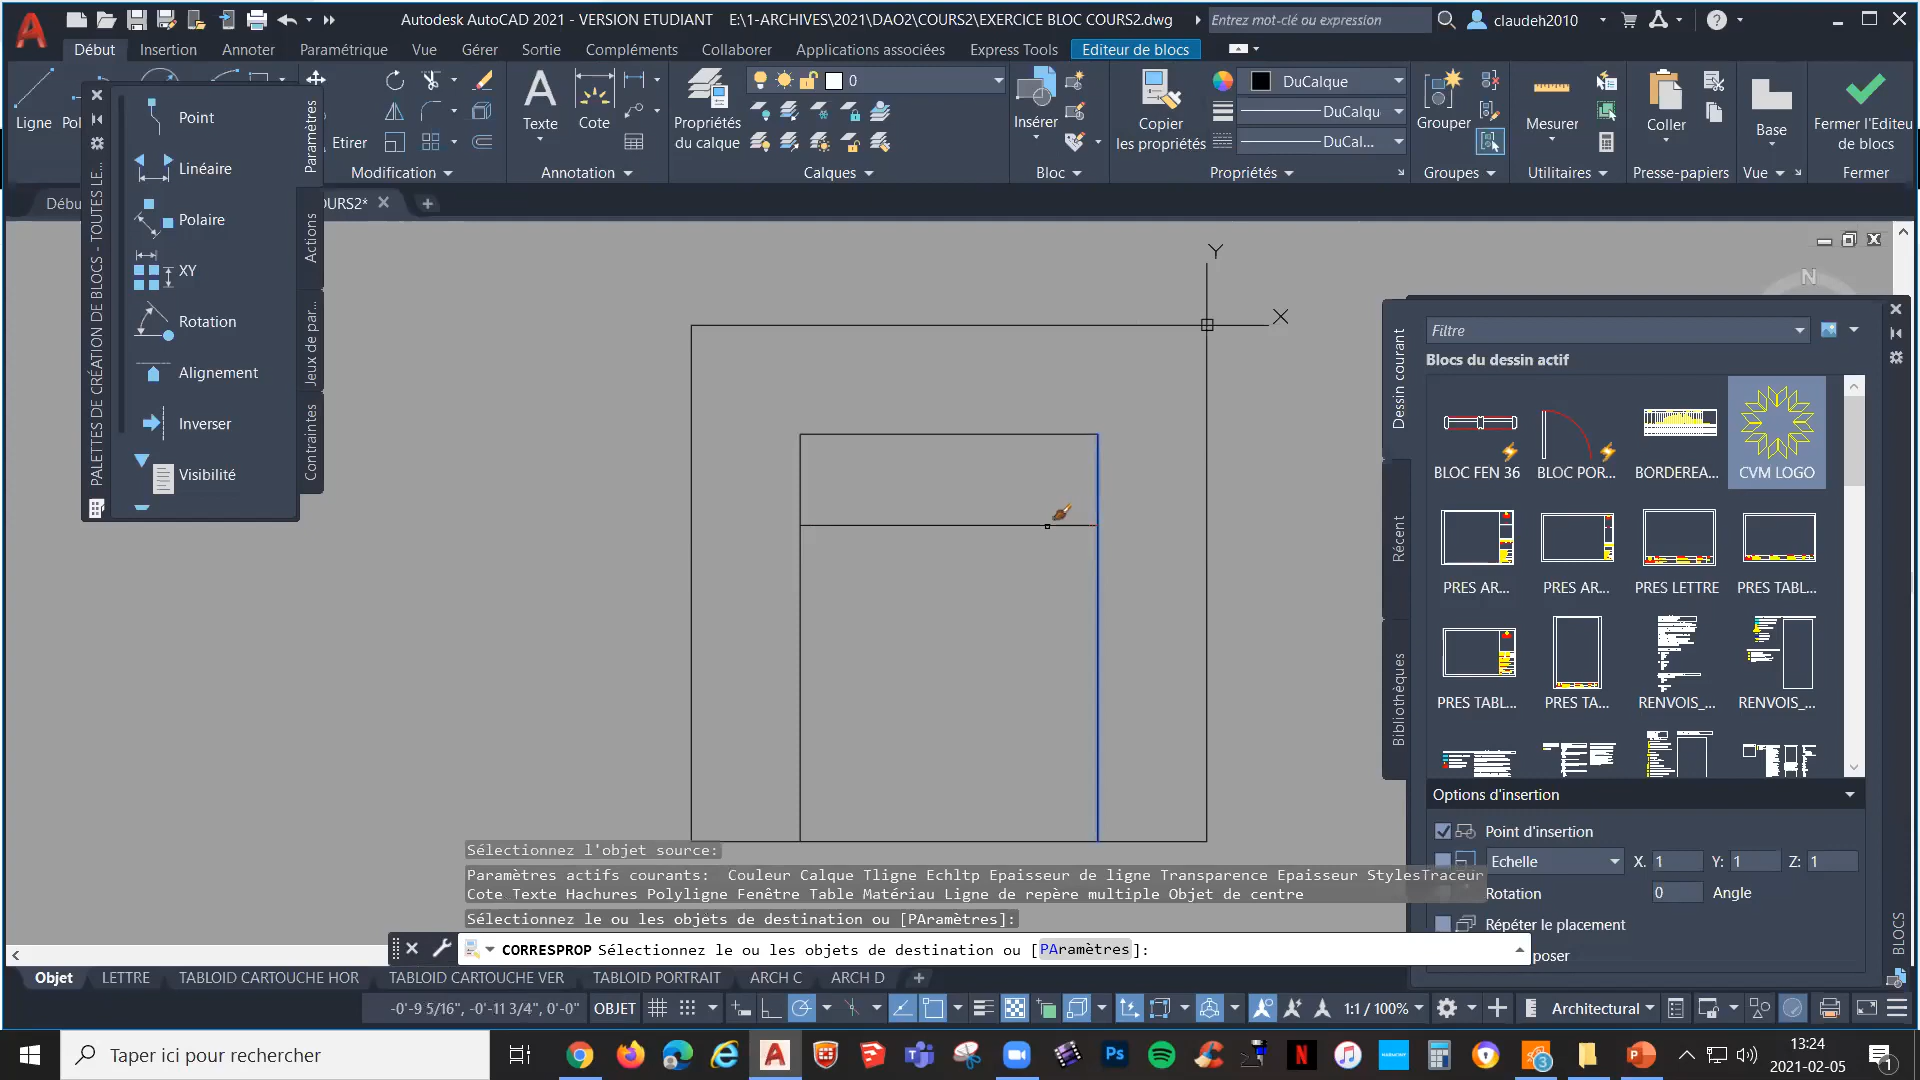 Autodesk AutoCAD 2021 - VERSION ETUDIANT E:\1-ARCHIVES\2021\DAO2\COURS2\EXERCICE BLOC COURS2.dwg
Entrez mot-clé ou expression
claudeh2010
Début Insertion Annoter Paramétrique Vue Gérer Sortie Compléments Collaborer Applications associées Express Tools Editeur de blocs
0
DuCalque
DuCalqu
DuCal...
Ligne
Etirer
Texte
Cote
Propriétés
du calque
Insérer
Copier
les propriétés
Grouper
Mesurer
Coller
Base
Fermer l'Editeu
de blocs
Modification
Annotation
Calques
Bloc
Propriétés
Groupes
Utilitaires
Presse-papiers
Vue
Fermer
OURS2*
PALETTES DE CRÉATION DE BLOCS - TOUTES LE...
Point
Linéaire
Polaire
XY
Rotation
Alignement
Inverser
Visibilité
Paramètres
Actions
Jeux de par...
Contraintes
Y
X
N
Dessin courant
Récent
Bibliothèques
Filtre
Blocs du dessin actif
BLOC FEN 36
BLOC POR...
BORDEREA...
CVM LOGO
PRES AR...
PRES AR...
PRES LETTRE
PRES TABL...
PRES TABL...
PRES TA...
RENVOIS_...
RENVOIS_...
Options d'insertion
Point d'insertion
Echelle X. 1 Y: 1 Z: 1
Rotation 0 Angle
Répéter le placement
poser
BLOCS
Sélectionnez l'objet source:
Paramètres actifs courants: Couleur Calque Tligne Echltp Epaisseur de ligne Transparence Epaisseur StylesTraceur
Cote Texte Hachures Polyligne Fenêtre Table Matériau Ligne de repère multiple Objet de centre
Sélectionnez le ou les objets de destination ou [PAramètres]:
CORRESPROP Sélectionnez le ou les objets de destination ou [PAramètres]:
Objet LETTRE TABLOID CARTOUCHE HOR TABLOID CARTOUCHE VER TABLOID PORTRAIT ARCH C ARCH D
-0'-9 5/16", -0'-11 3/4", 0'-0" OBJET
1:1 / 100%
Architectural
Taper ici pour rechercher
13:24
2021-02-05
Ps
N
3
1